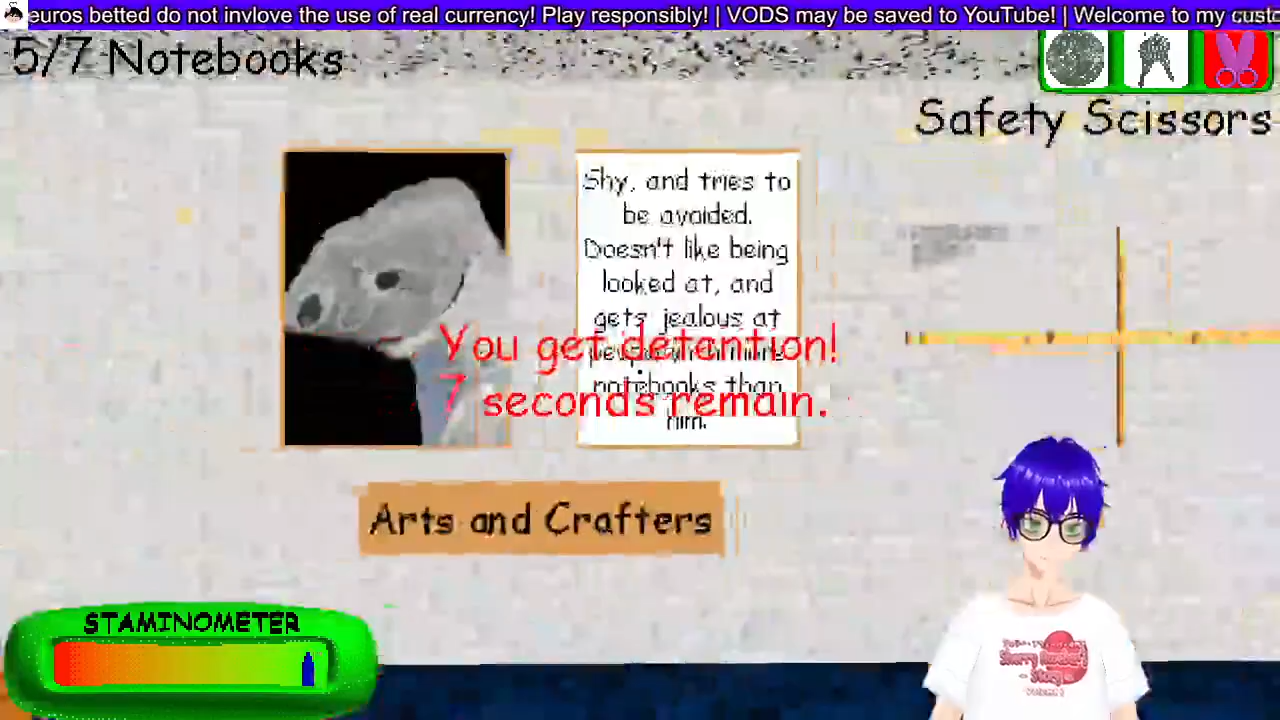 euros betted do not invlove the use of real currency! Play responsibly! | VODS may be saved to YouTube! | Welcome to my
5/7 Notebooks
Safety Scissors
Shy, and tries to
be avoided.
Doesn't like being
looked at, and
gets jealous at
notebooks than
him.
You get detention!
7 seconds remain.
Arts and Crafters
STAMINOMETER